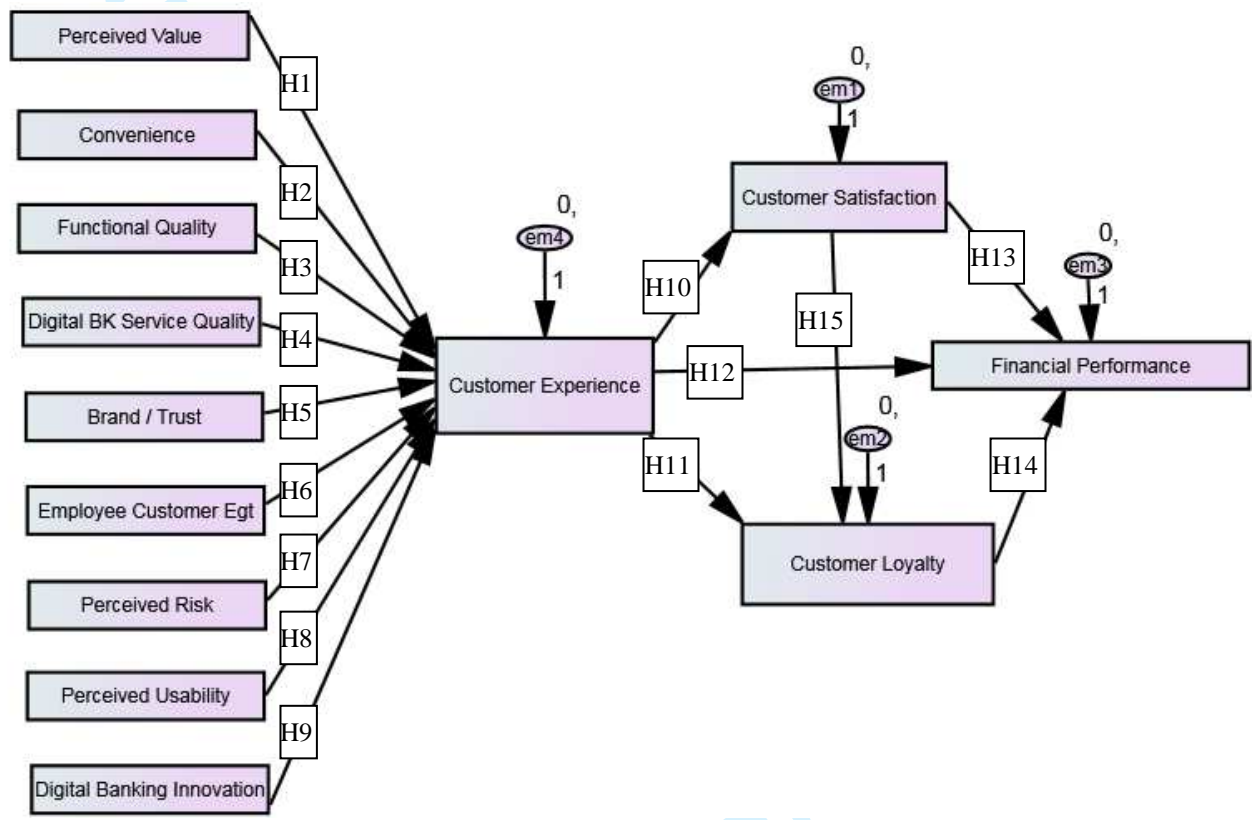 Perceived Value
H1
Convenience
H2
Functional Quality
H3
Digital BK Service Quality
H4
Brand / Trust
H5
Employee Customer Egt
H6
Perceived Risk
H7
Perceived Usability
H8
Digital Banking Innovation
H9
0,
em4
1
Customer Experience
H10
H12
H11
0,
em1
1
Customer Satisfaction
H15
H13
0,
em2
1
Customer Loyalty
H14
0,
em3
1
Financial Performance